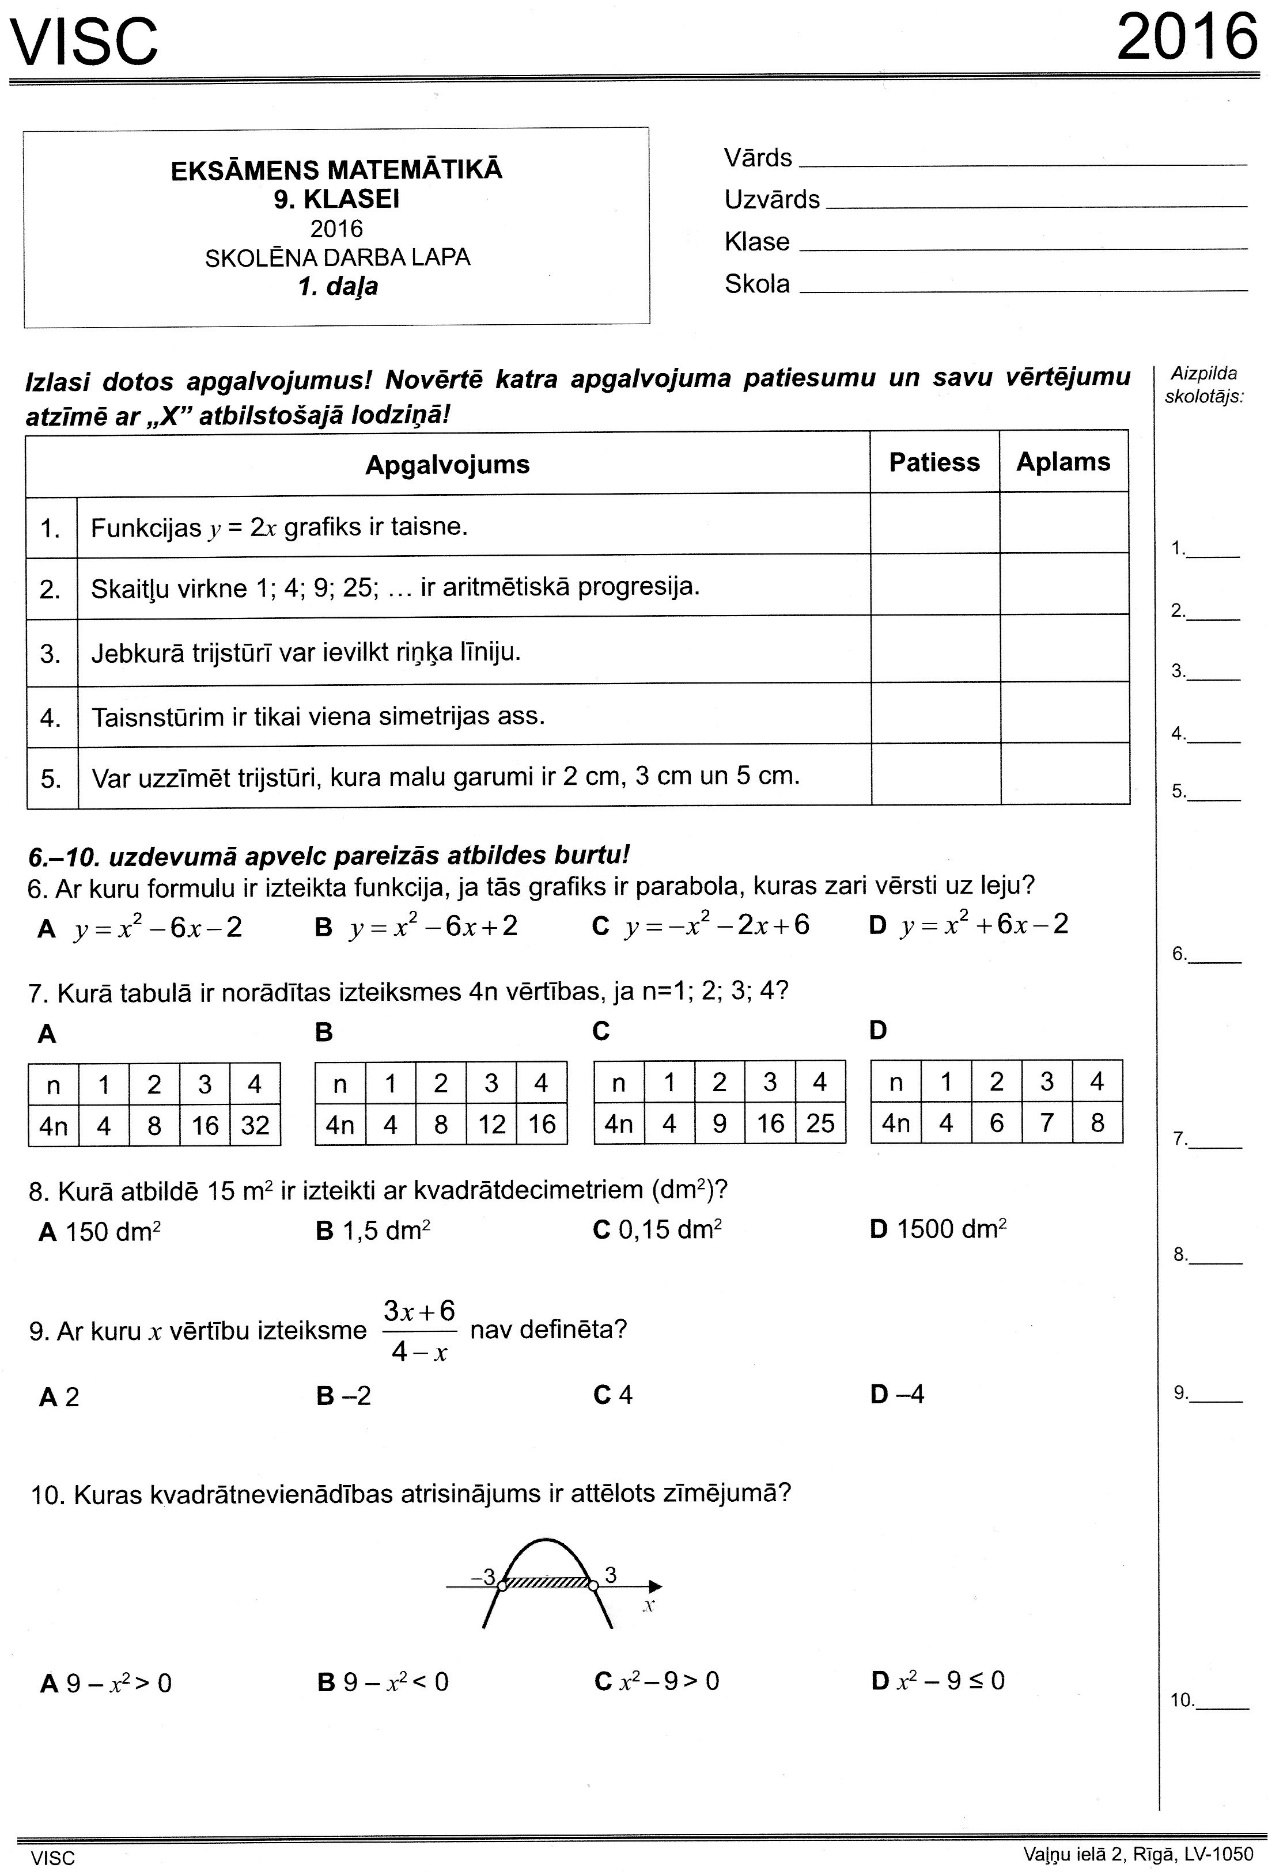 VISC 2016
EKSĀMENS MATEMĀTIKĀ
9. KLASEI
2016
SKOLĒNA DARBA LAPA
1. daļa
Vārds
Uzvārds
Klase
Skola
Izlasi dotos apgalvojumus! Novērtē katra apgalvojuma patiesumu un savu vērtējumu
atzīmē ar „X” atbilstošajā lodziņā!
Aizpilda
skolotājs:
Apgalvojums Patiess Aplams
1. Funkcijas y = 2x grafiks ir taisne.
1.
2. Skaitļu virkne 1; 4; 9; 25; … ir aritmētiskā progresija.
2.
3. Jebkurā trijstūrī var ievilkt riņķa līniju.
3.
4. Taisnstūrim ir tikai viena simetrijas ass.
4.
5. Var uzzīmēt trijstūri, kura malu garumi ir 2 cm, 3 cm un 5 cm.
5.
6.–10. uzdevumā apvelc pareizās atbildes burtu!
6. Ar kuru formulu ir izteikta funkcija, ja tās grafiks ir parabola, kuras zari vērsti uz leju?
A y = x² – 6x – 2 B y = x² – 6x + 2 C y = –x² – 2x + 6 D y = x² + 6x – 2
6.
7. Kurā tabulā ir norādītas izteiksmes 4n vērtības, ja n=1; 2; 3; 4?
A B C D
n 1 2 3 4 n 1 2 3 4 n 1 2 3 4 n 1 2 3 4
4n 4 8 16 32 4n 4 8 12 16 4n 4 9 16 25 4n 4 6 7 8
7.
8. Kurā atbildē 15 m² ir izteikti ar kvadrātdecimetriem (dm²)?
A 150 dm² B 1,5 dm² C 0,15 dm² D 1500 dm²
8.
9. Ar kuru x vērtību izteiksme 3x + 6 / 4 – x nav definēta?
A 2 B –2 C 4 D –4
9.
10. Kuras kvadrātnevienādības atrisinājums ir attēlots zīmējumā?
–3 3
x
A 9 – x² > 0 B 9 – x² < 0 C x² – 9 > 0 D x² – 9 ≤ 0
10.
VISC Vaļņu ielā 2, Rīgā, LV-1050